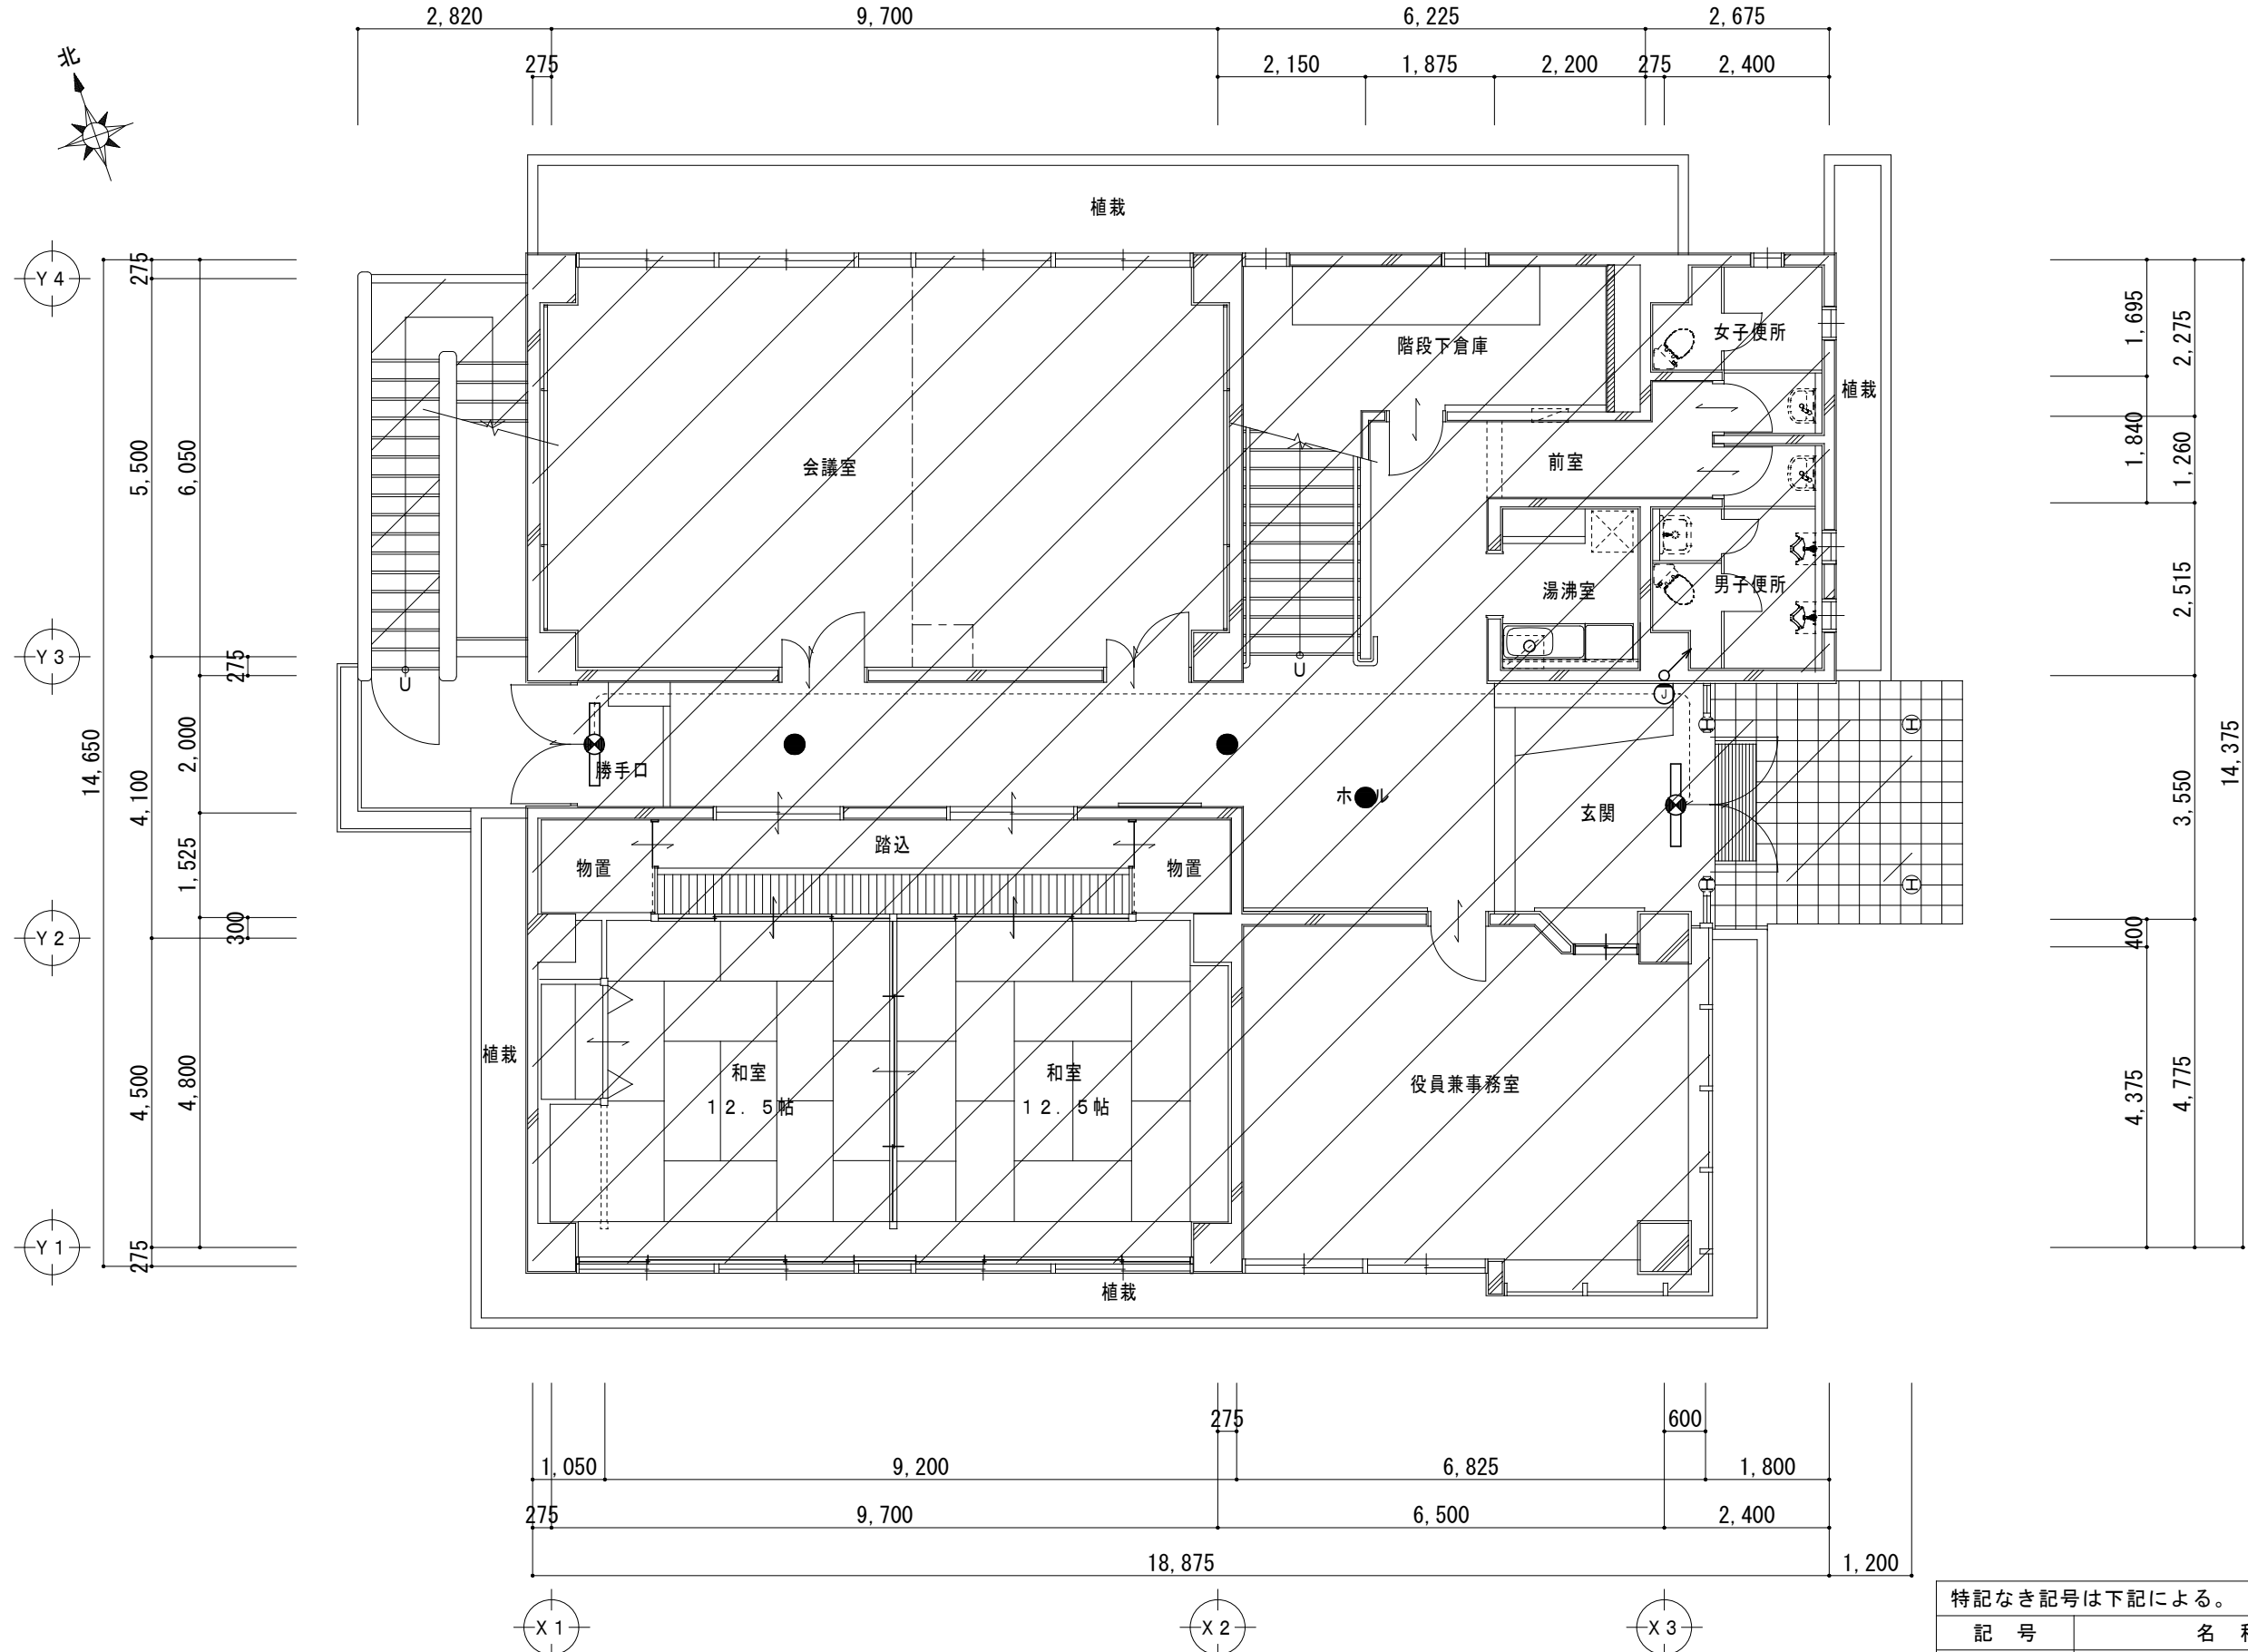 2,820
9,700
6,225
2,675
275
2,150
1,875
2,200
275
2,400
北
植栽
Y4
275
1,695
2,275
女子便所
階段下倉庫
植栽
5,500
6,050
1,840
1,260
会議室
前室
湯沸室
男子便所
2,515
Y3
275
U
U
J
14,650
4,100
2,000
勝手口
ホール
玄関
3,550
14,375
1,525
物置
踏込
物置
300
400
Y2
植栽
4,500
4,800
和室
12.5帖
和室
12.5帖
役員兼事務室
4,375
4,775
Y1
275
植栽
275
600
1,050
9,200
6,825
1,800
275
9,700
6,500
2,400
18,875
1,200
X1
X2
X3
特記なき記号は下記による。
記 号
名